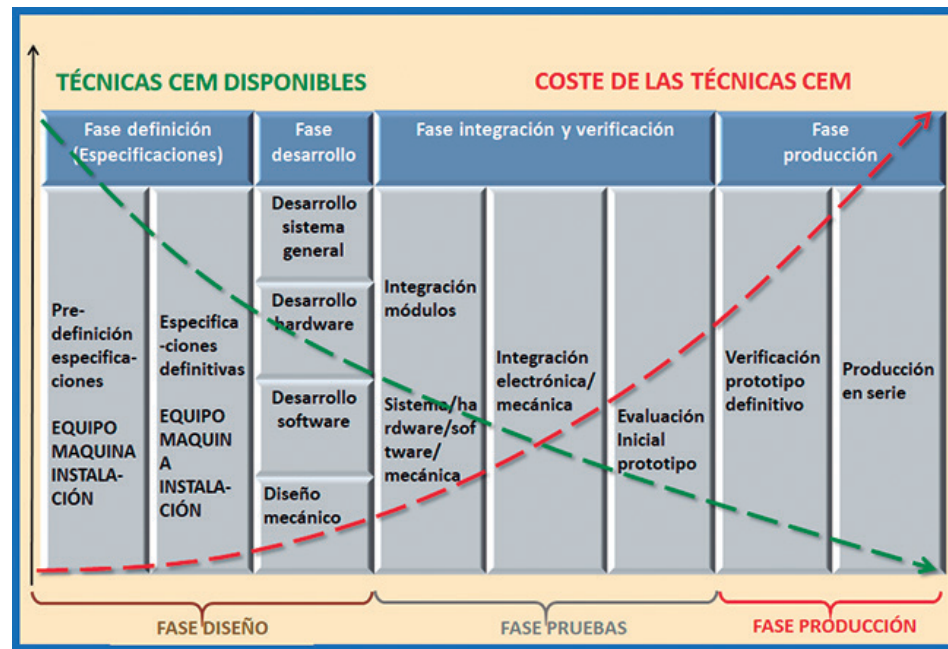 TÉCNICAS CEM DISPONIBLES
COSTE DE LAS TÉCNICAS CEM
Fase definición
(Especificaciones)
Fase
desarrollo
Fase integración y verificación
Fase
producción
Pre-
definición
especifica-
ciones
EQUIPO
MAQUINA
INSTALA-
CIÓN
Especifica
-ciones
definitivas
EQUIPO
MAQUIN
A
INSTALA-
CIÓN
Desarrollo
sistema
general
Desarrollo
hardware
Desarrollo
software
Diseño
mecánico
Integración
módulos
Sistema/ha
rdware/sof
tware/
mecánica
Integración
electrónica/
mecánica
Evaluación
Inicial
prototipo
Verificación
prototipo
definitivo
Producción
en serie
FASE DISEÑO
FASE PRUEBAS
FASE PRODUCCIÓN